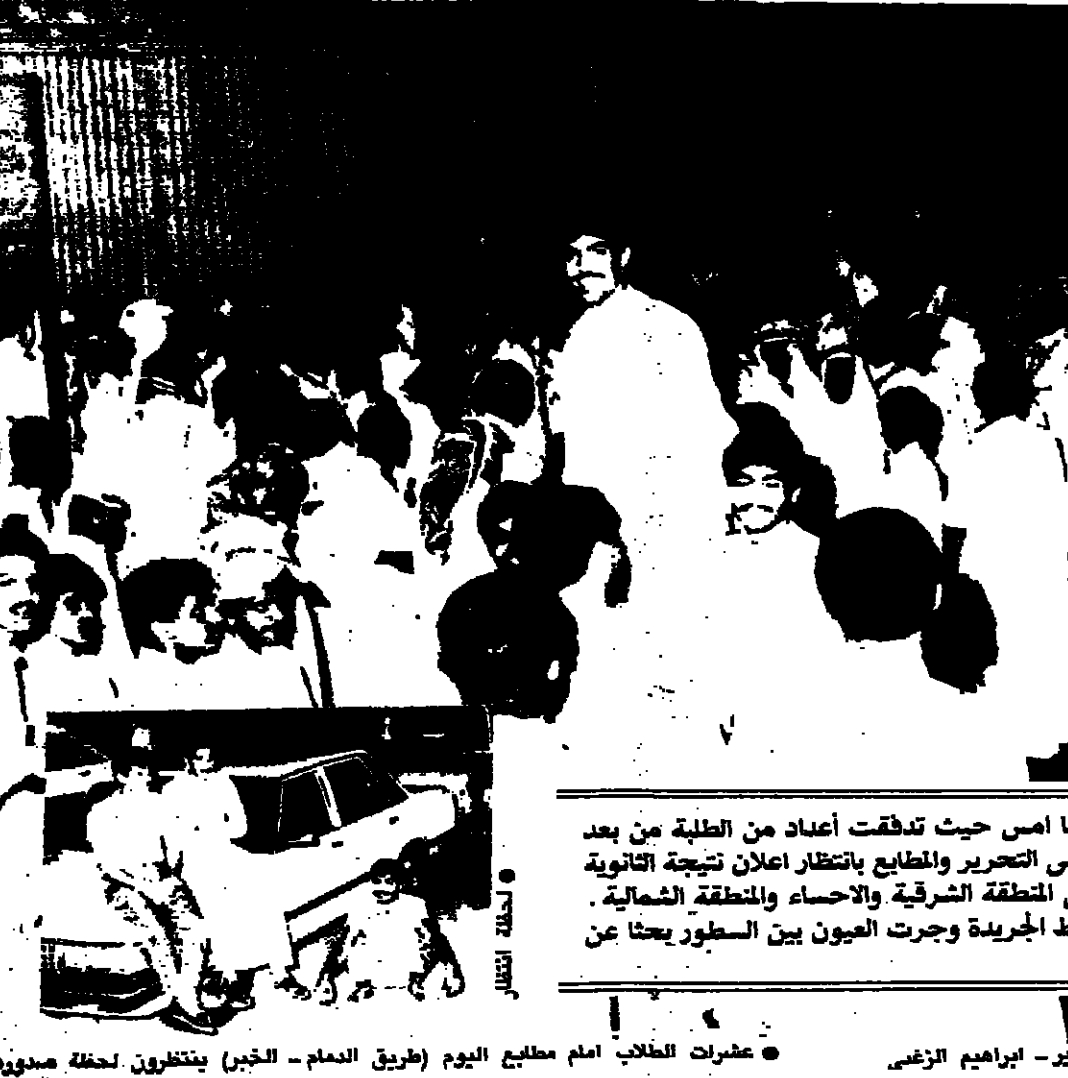 ا امس حيث تدفقت أعداد من الطلبة من بعد
ى التحرير والمطابع بانتظار اعلان نتيجة الثانوية
المنطقة الشرقية والاحساء والمنطقة الشمالية .
ط الجريدة وجرت العيون بين السطور بحثا عن
● لحظة انتظار
ير ـ ابراهيم الزغبي
● عشرات الطلاب امام مطابع اليوم (طريق الدمام ـ الخبر) ينتظرون لحظة صدور